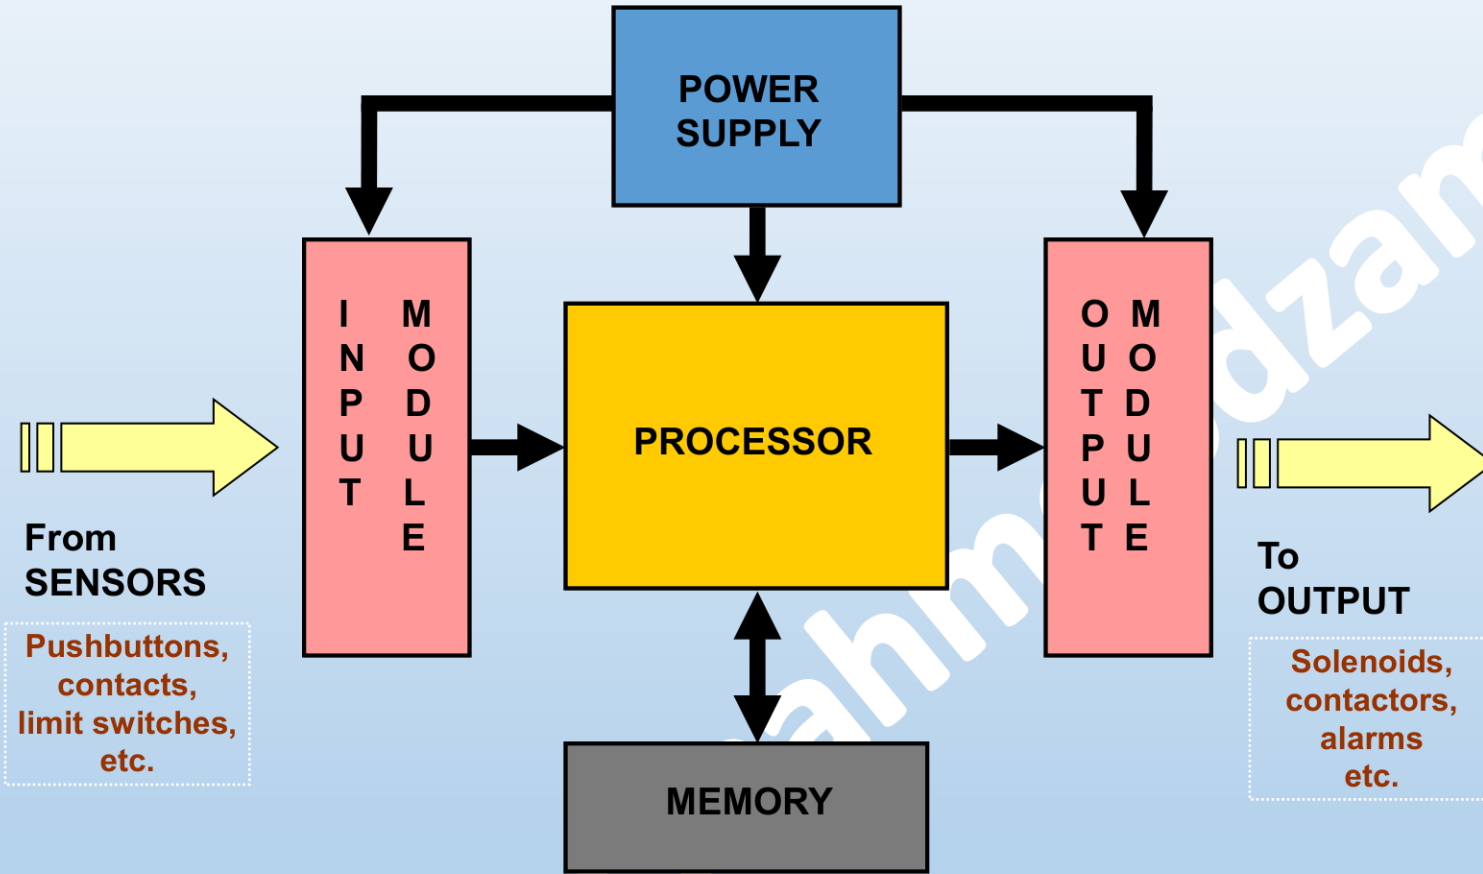 POWER
SUPPLY
INPUT MODULE
PROCESSOR
OUTPUT MODULE
From
SENSORS
Pushbuttons,
contacts,
limit switches,
etc.
To
OUTPUT
Solenoids,
contactors,
alarms
etc.
MEMORY